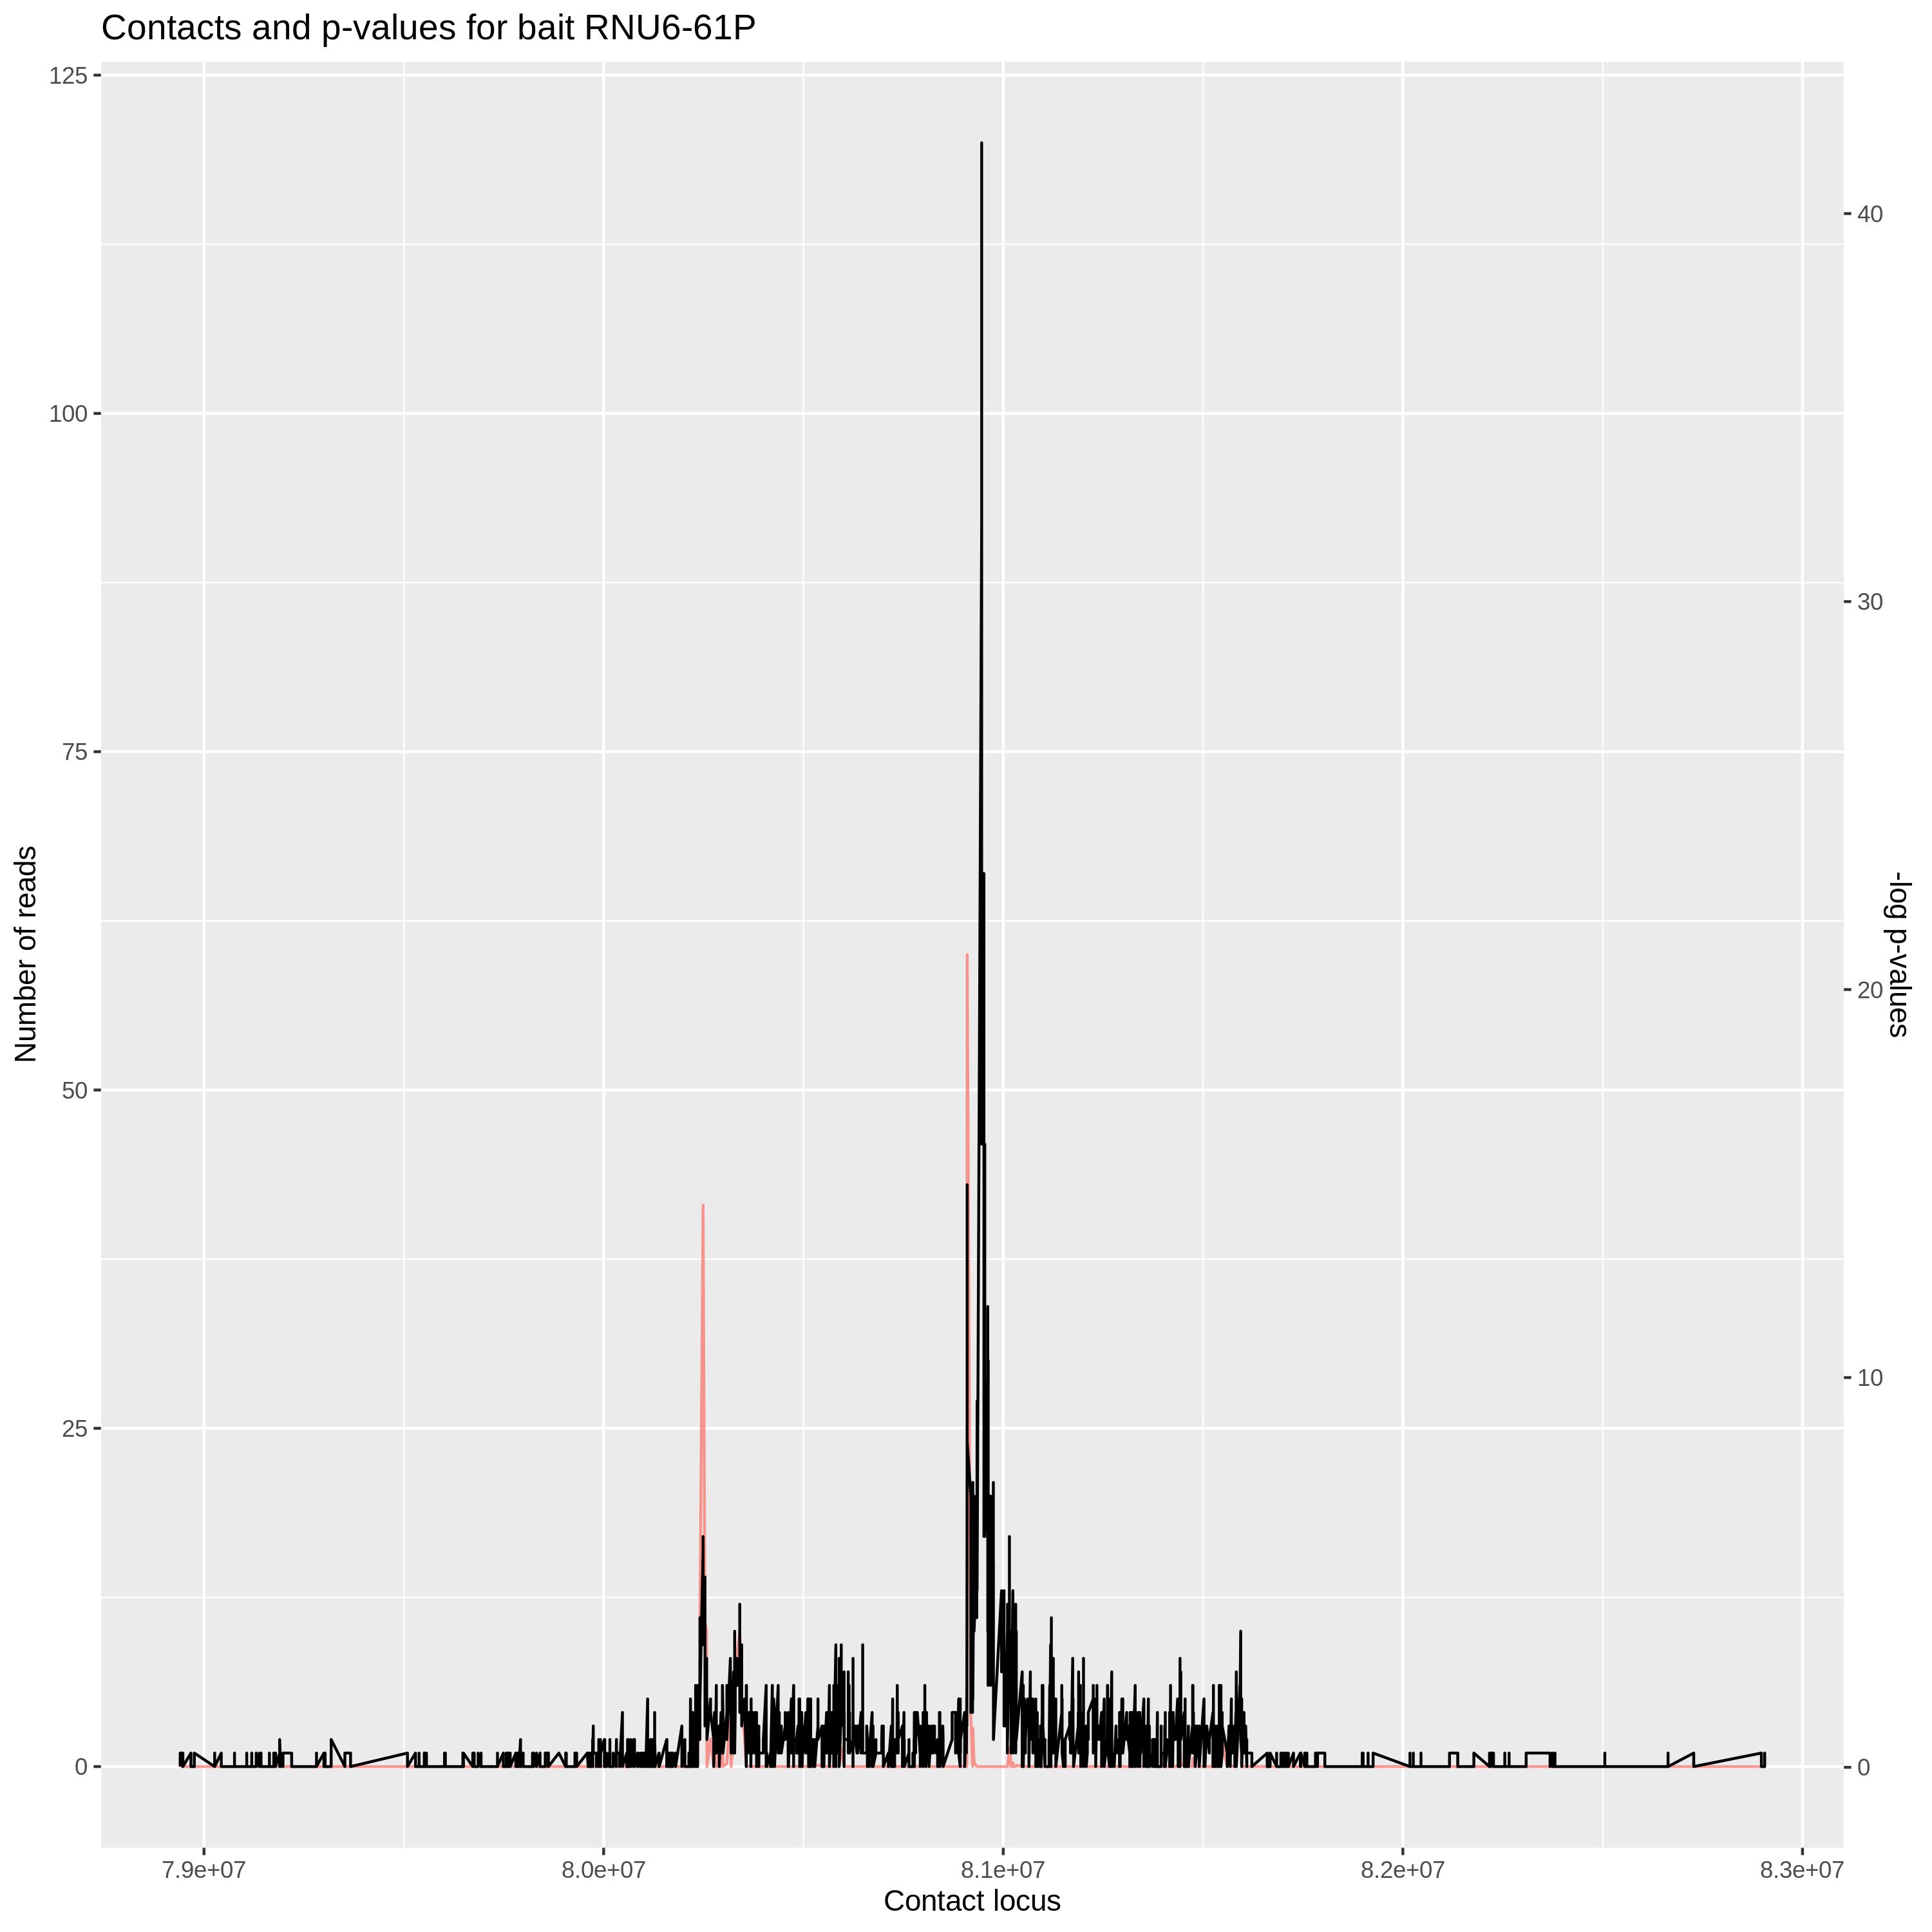 Contacts and p-values for bait RNU6-61P
125
100
75
50
25
0
Number of reads
40
30
20
10
0
-log p-values
7.9e+07 8.0e+07 8.1e+07 8.2e+07 8.3e+07
Contact locus